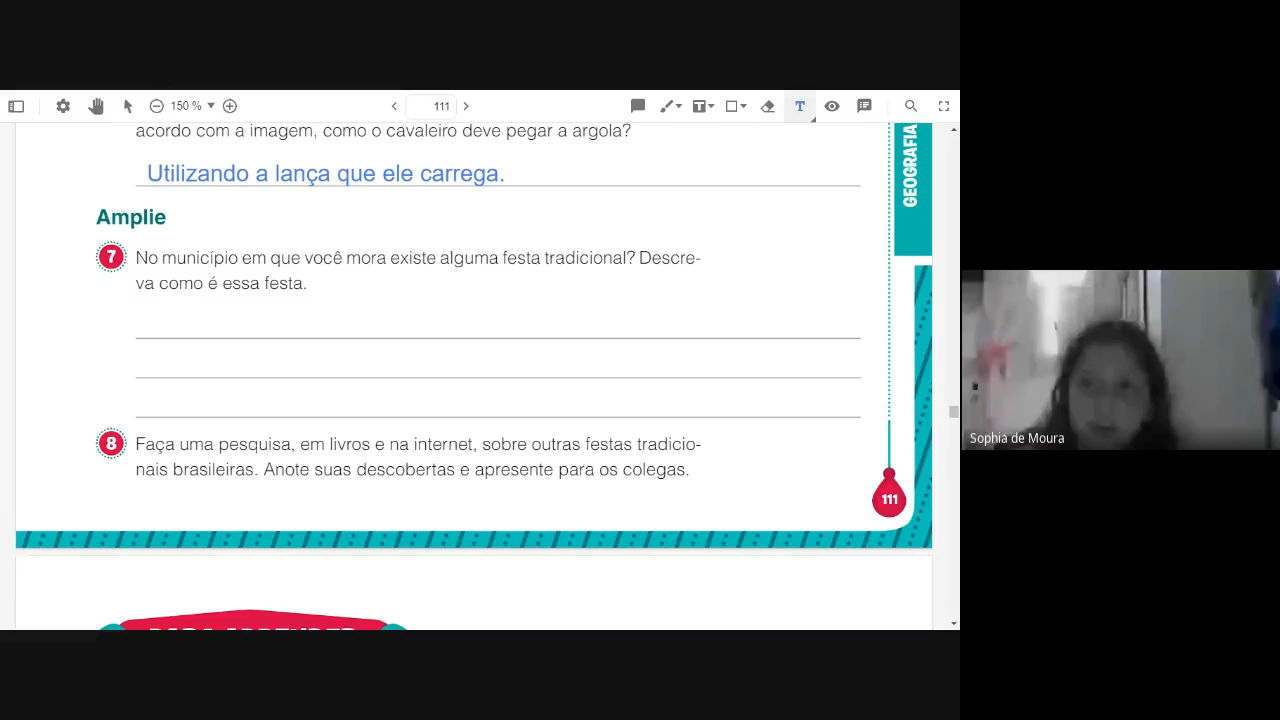 150 %
111
acordo com a imagem, como o cavaleiro deve pegar a argola?
Utilizando a lança que ele carrega.
GEOGRAFIA
Amplie
7 No município em que você mora existe alguma festa tradicional? Descre-
va como é essa festa.
8 Faça uma pesquisa, em livros e na internet, sobre outras festas tradicio-
nais brasileiras. Anote suas descobertas e apresente para os colegas.
111
PARA APRENDER
Sophia de Moura